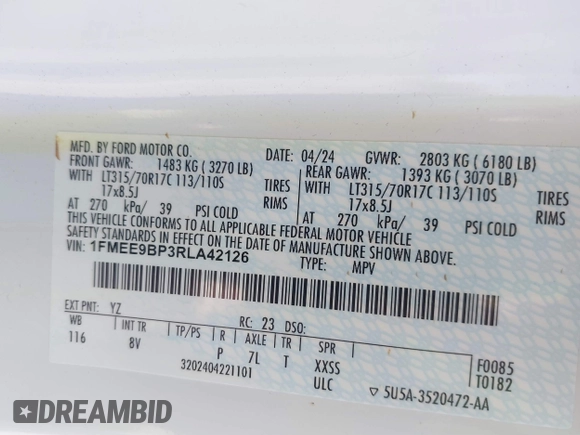 MFD. BY FORD MOTOR CO.
04/24 GVWR: 2803 KG ( 6180 LB)
FRONT GAWR: 1483 KG ( 3270 LB) REAR GAWR: 1393 KG ( 3070 LB)
WITH LT315/70R17C 113/110S TIRES WITH LT315/70R17C 113/110S TIRES
17x8.5J RIMS 17x8.5J RIMS
AT 270 kPa/ 39 PSI COLD AT 270 kPa/ 39 PSI COLD
THIS VEHICLE CONFORMS TO ALL APPLICABLE FEDERAL MOTOR VEHICLE
SAFETY STANDARDS IN EFFECT ON THE DATE OF MANUFACTURE SHOWN ABOVE.
VIN: 1FMEE9BP3RLA42126 TYPE: MPV
EXT PNT: YZ RC: 23 DSO:
WB INT TR TP/PS R AXLE TR SPR F0085
116 8V P 7L T XXSS T0182
3202404221101 ULC ▽ 5U5A-3520472-AA
DREAMBID